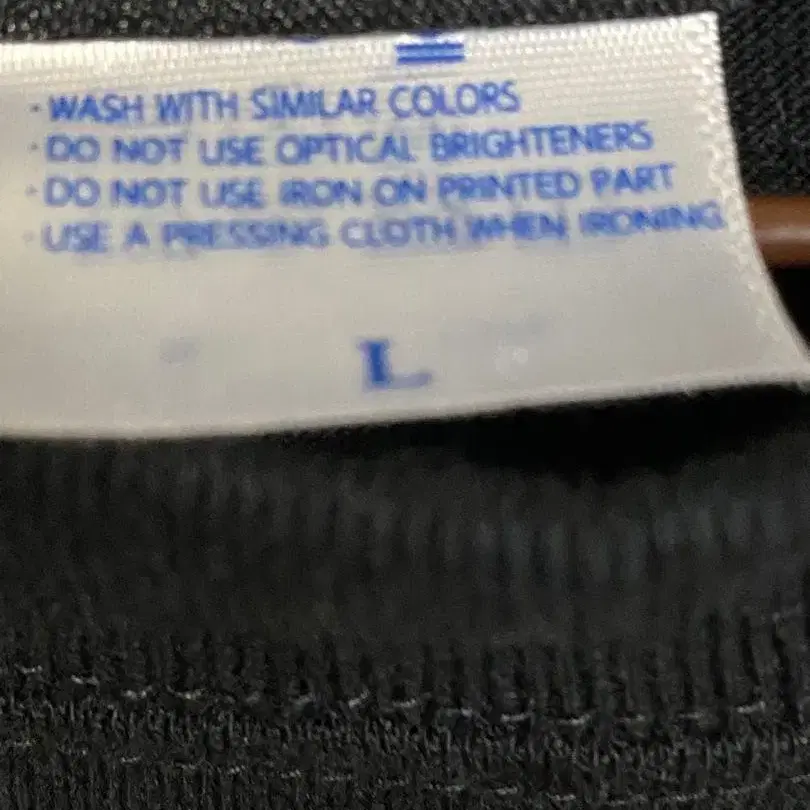 · WASH WITH SIMILAR COLORS
· DO NOT USE OPTICAL BRIGHTENERS
· DO NOT USE IRON ON PRINTED PART
· USE A PRESSING CLOTH WHEN IRONING
L